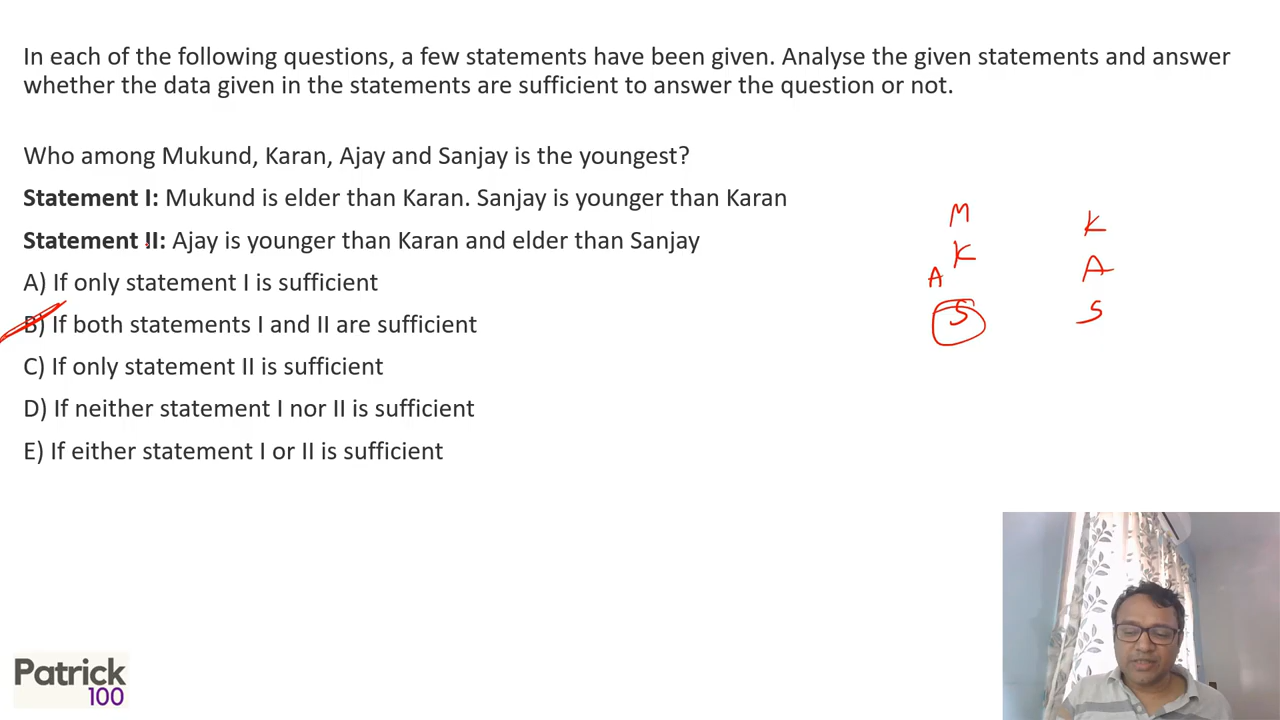 In each of the following questions, a few statements have been given. Analyse the given statements and answer
whether the data given in the statements are sufficient to answer the question or not.
Who among Mukund, Karan, Ajay and Sanjay is the youngest?
Statement I: Mukund is elder than Karan. Sanjay is younger than Karan
Statement II: Ajay is younger than Karan and elder than Sanjay
A) If only statement I is sufficient
B) If both statements I and II are sufficient
C) If only statement II is sufficient
D) If neither statement I nor II is sufficient
E) If either statement I or II is sufficient
M
K
A
S
K
A
S
Patrick
100